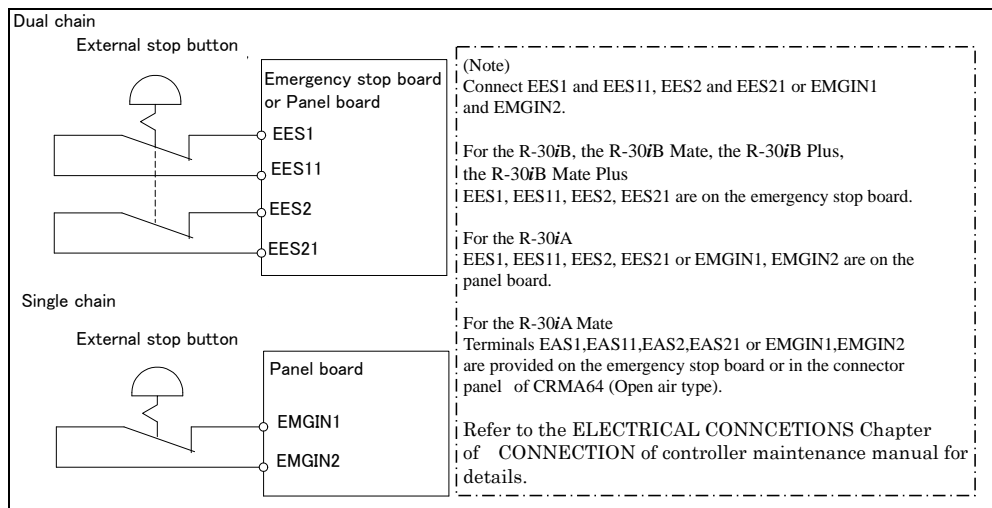 Dual chain
External stop button
Emergency stop board
or Panel board
EES1
EES11
EES2
EES21
Single chain
External stop button
Panel board
EMGIN1
EMGIN2
(Note)
Connect EES1 and EES11, EES2 and EES21 or EMGIN1
and EMGIN2.
For the R-30iB, the R-30iB Mate, the R-30iB Plus,
the R-30iB Mate Plus
EES1, EES11, EES2, EES21 are on the emergency stop board.
For the R-30iA
EES1, EES11, EES2, EES21 or EMGIN1, EMGIN2 are on the
panel board.
For the R-30iA Mate
Terminals EAS1,EAS11,EAS2,EAS21 or EMGIN1,EMGIN2
are provided on the emergency stop board or in the connector
panel of CRMA64 (Open air type).
Refer to the ELECTRICAL CONNCETIONS Chapter
of CONNECTION of controller maintenance manual for
details.